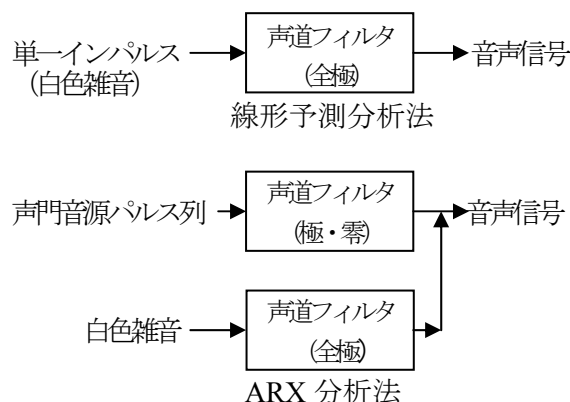 単一インパルス
(白色雑音)
声道フィルタ
(全極)
音声信号
線形予測分析法
声門音源パルス列
声道フィルタ
(極・零)
音声信号
白色雑音
声道フィルタ
(全極)
ARX 分析法